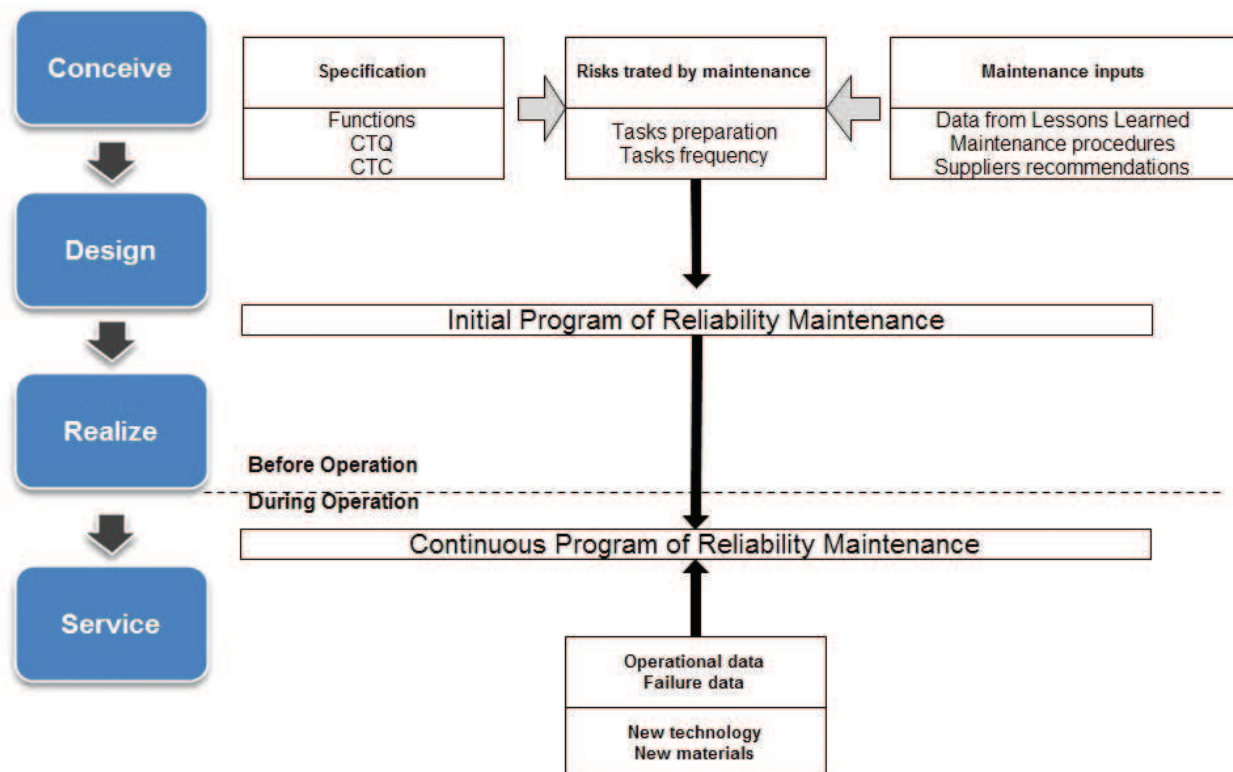 Conceive
Design
Realize
Service
Specification
Functions
CTQ
CTC
Risks trated by maintenance
Tasks preparation
Tasks frequency
Maintenance inputs
Data from Lessons Learned
Maintenance procedures
Suppliers recommendations
Initial Program of Reliability Maintenance
Before Operation
During Operation
Continuous Program of Reliability Maintenance
Operational data
Failure data
New technology
New materials